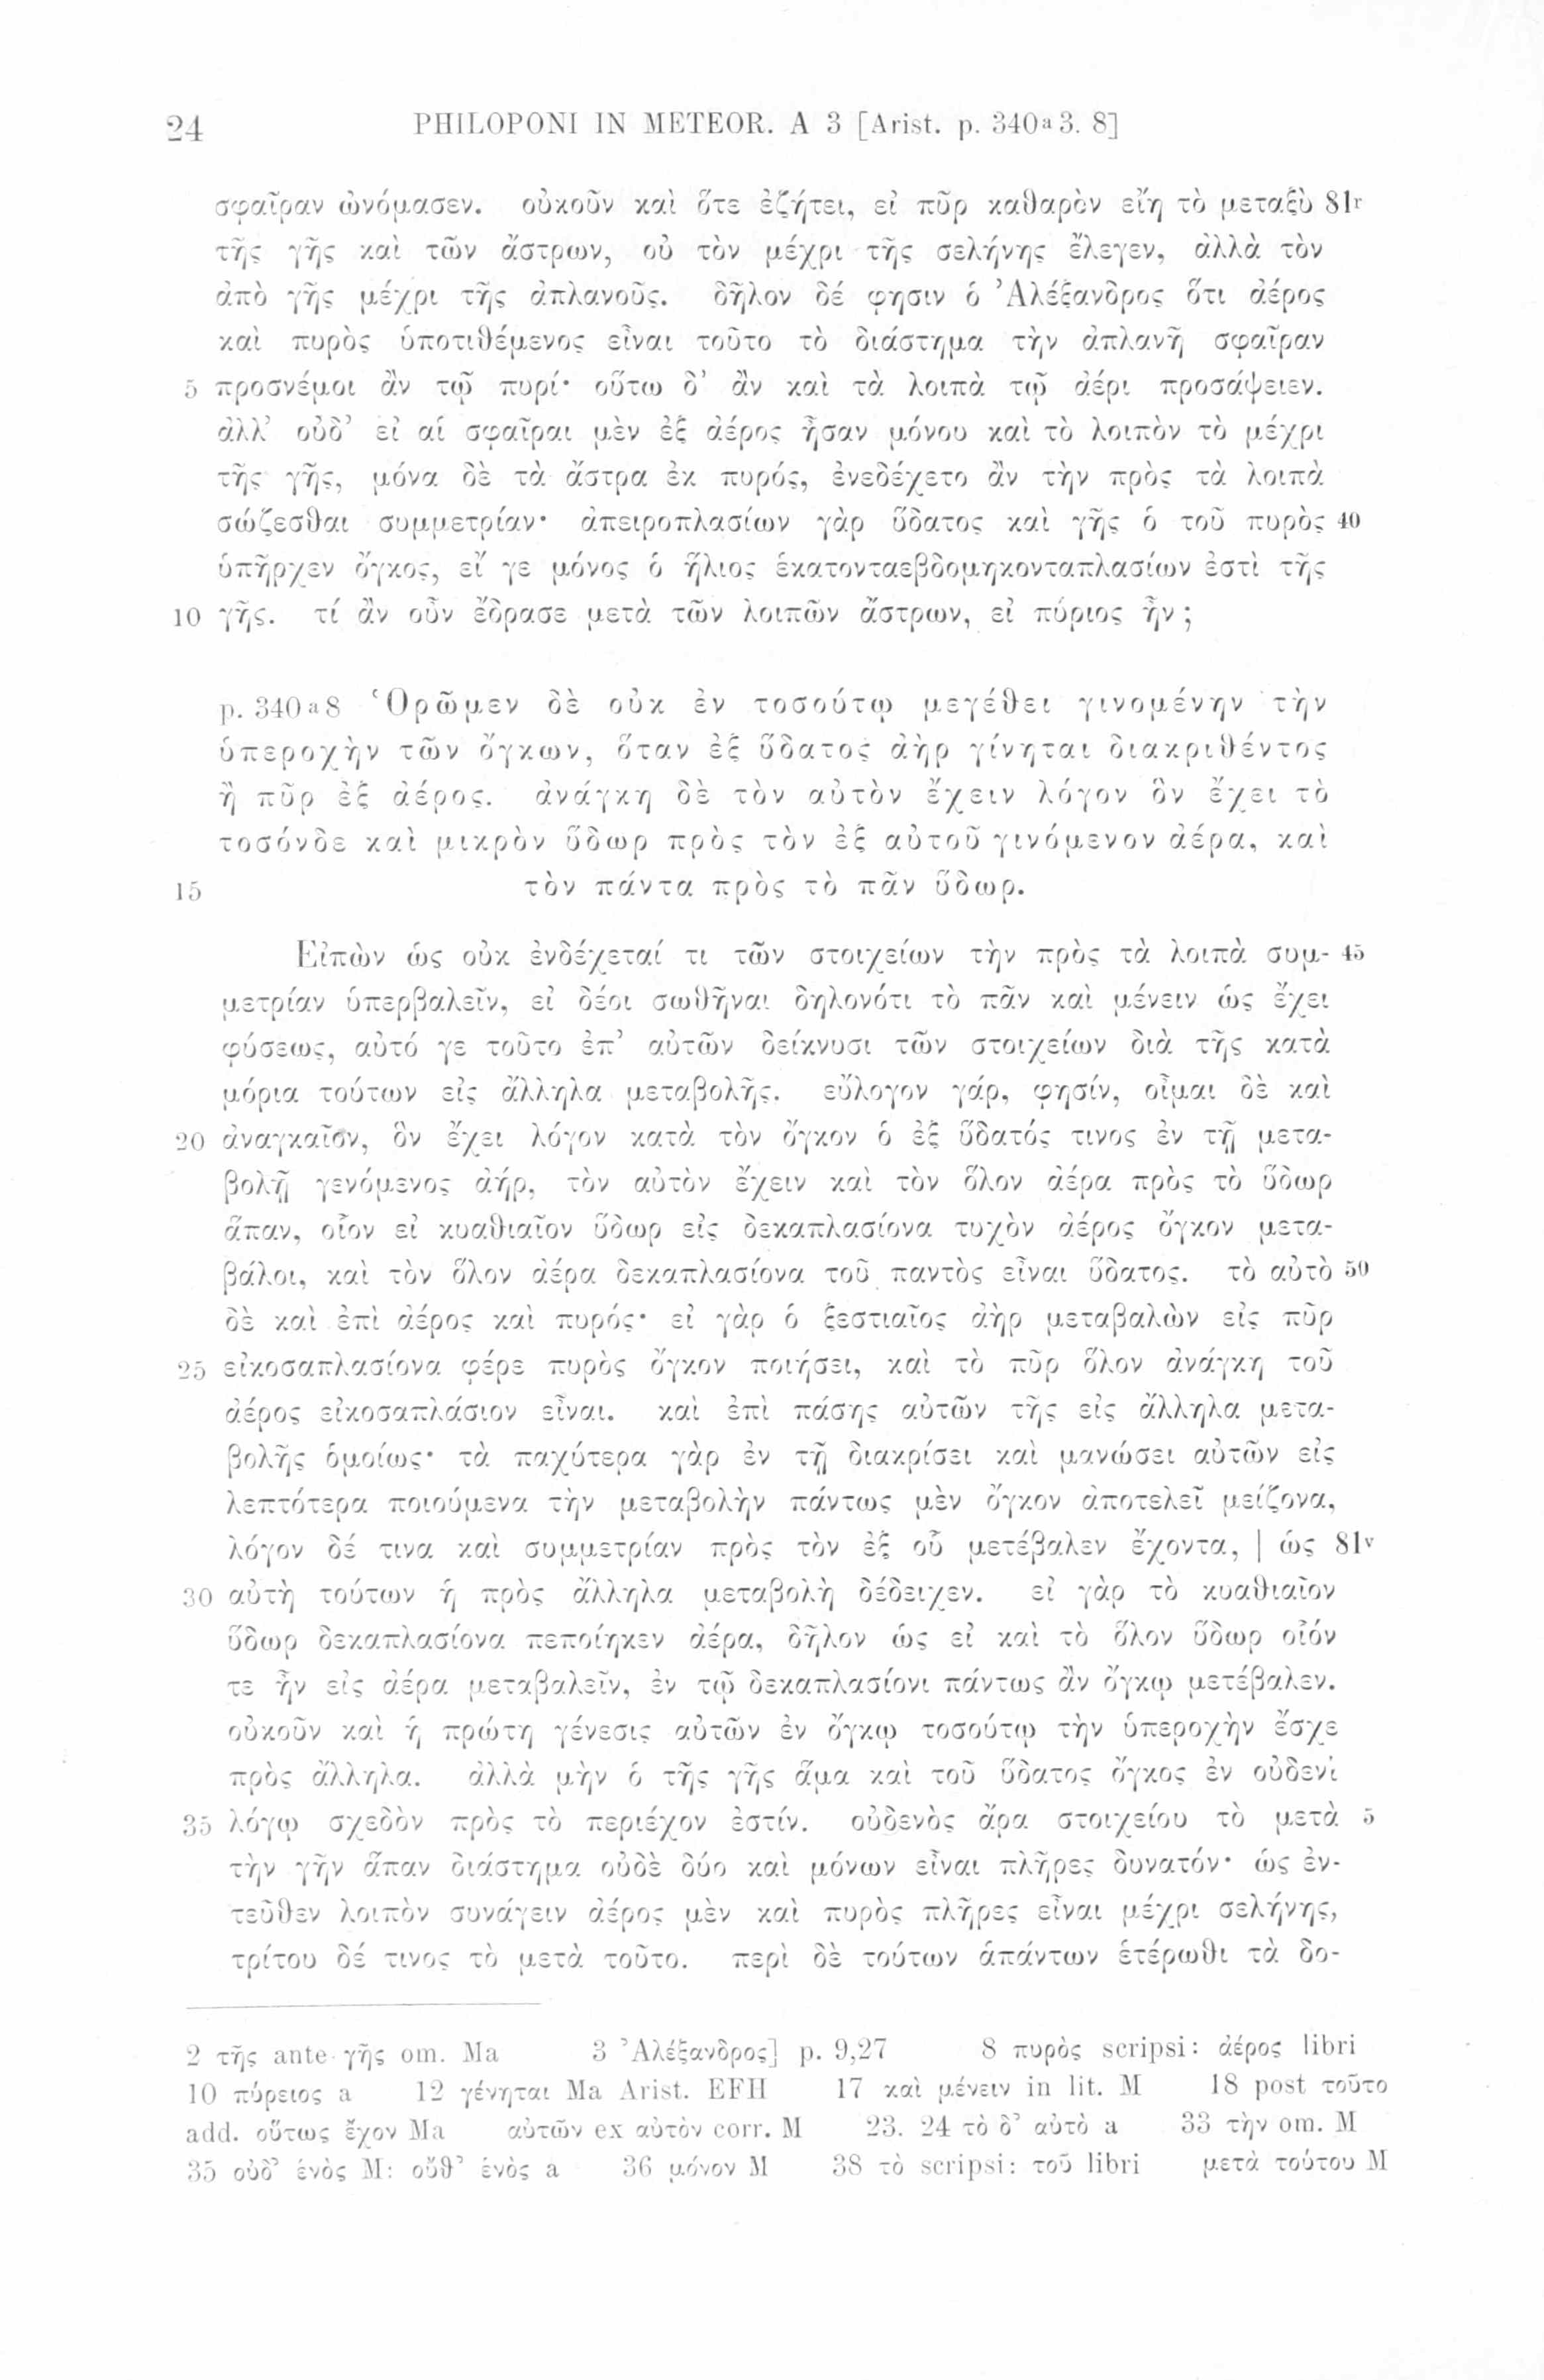 24 PHILOPONI IN METEOR. A 3 [Arist. p. 340a3. 8]
σφαῖραν ὠνόμασεν. οὐκοῦν καὶ ὅτε ἐζήτει, εἰ πῦρ καθαρὸν εἴη τὸ μεταξὺ 81r
τῆς γῆς καὶ τῶν ἄστρων, οὐ τὸν μέχρι τῆς σελήνης ἔλεγεν, ἀλλὰ τὸν
ἀπὸ γῆς μέχρι τῆς ἀπλανοῦς. δῆλον δέ φησιν ὁ Ἀλέξανδρος ὅτι ἀέρος
καὶ πυρὸς ὑποτιθέμενος εἶναι τοῦτο τὸ διάστημα τὴν ἀπλανῆ σφαῖραν
5 προσνέμοι ἂν τῷ πυρί· οὕτω δ’ ἂν καὶ τὰ λοιπὰ τῷ ἀέρι προσάψειεν.
ἀλλ’ οὐδ’ εἰ αἱ σφαῖραι μὲν ἐξ ἀέρος ἦσαν μόνου καὶ τὸ λοιπὸν τὸ μέχρι
τῆς γῆς, μόνα δὲ τὰ ἄστρα ἐκ πυρός, ἐνεδέχετο ἂν τὴν πρὸς τὰ λοιπὰ
σώζεσθαι συμμετρίαν· ἀπειροπλασίων γὰρ ὕδατος καὶ γῆς ὁ τοῦ πυρὸς 40
ὑπῆρχεν ὄγκος, εἴ γε μόνος ὁ ἥλιος ἑκατονταεβδομηκονταπλασίων ἐστὶ τῆς
10 γῆς. τί ἂν οὖν ἔδρασε μετὰ τῶν λοιπῶν ἄστρων, εἰ πύριος ἦν;
p. 340a8 Ὁρῶμεν δὲ οὐκ ἐν τοσούτῳ μεγέθει γινομένην τὴν
ὑπεροχὴν τῶν ὄγκων, ὅταν ἐξ ὕδατος ἀὴρ γίνηται διακριθέντος
ἢ πῦρ ἐξ ἀέρος. ἀνάγκη δὲ τὸν αὐτὸν ἔχειν λόγον ὃν ἔχει τὸ
τοσόνδε καὶ μικρὸν ὕδωρ πρὸς τὸν ἐξ αὐτοῦ γινόμενον ἀέρα, καὶ
15 τὸν πάντα πρὸς τὸ πᾶν ὕδωρ.
Εἰπὼν ὡς οὐκ ἐνδέχεταί τι τῶν στοιχείων τὴν πρὸς τὰ λοιπὰ συμ- 45
μετρίαν ὑπερβαλεῖν, εἰ δέοι σωθῆναι δηλονότι τὸ πᾶν καὶ μένειν ὡς ἔχει
φύσεως, αὐτό γε τοῦτο ἐπ’ αὐτῶν δείκνυσι τῶν στοιχείων διὰ τῆς κατὰ
μόρια τούτων εἰς ἄλληλα μεταβολῆς. εὔλογον γάρ, φησίν, οἶμαι δὲ καὶ
20 ἀναγκαῖον, ὃν ἔχει λόγον κατὰ τὸν ὄγκον ὁ ἐξ ὕδατός τινος ἐν τῇ μετα-
βολῇ γενόμενος ἀήρ, τὸν αὐτὸν ἔχειν καὶ τὸν ὅλον ἀέρα πρὸς τὸ ὕδωρ
ἅπαν, οἷον εἰ κυαθιαῖον ὕδωρ εἰς δεκαπλασίονα τυχὸν ἀέρος ὄγκον μετα-
βάλοι, καὶ τὸν ὅλον ἀέρα δεκαπλασίονα τοῦ παντὸς εἶναι ὕδατος. τὸ αὐτὸ 50
δὲ καὶ ἐπὶ ἀέρος καὶ πυρός· εἰ γὰρ ὁ ξεστιαῖος ἀὴρ μεταβαλὼν εἰς πῦρ
25 εἰκοσαπλασίονα φέρε πυρὸς ὄγκον ποιήσει, καὶ τὸ πῦρ ὅλον ἀνάγκη τοῦ
ἀέρος εἰκοσαπλάσιον εἶναι. καὶ ἐπὶ πάσης αὐτῶν τῆς εἰς ἄλληλα μετα-
βολῆς ὁμοίως· τὰ παχύτερα γὰρ ἐν τῇ διακρίσει καὶ μανώσει αὐτῶν εἰς
λεπτότερα ποιούμενα τὴν μεταβολὴν πάντως μὲν ὄγκον ἀποτελεῖ μείζονα,
λόγον δέ τινα καὶ συμμετρίαν πρὸς τὸν ἐξ οὗ μετέβαλεν ἔχοντα, | ὡς 81v
30 αὐτὴ τούτων ἡ πρὸς ἄλληλα μεταβολὴ δέδειχεν. εἰ γὰρ τὸ κυαθιαῖον
ὕδωρ δεκαπλασίονα πεποίηκεν ἀέρα, δῆλον ὡς εἰ καὶ τὸ ὅλον ὕδωρ οἷόν
τε ἦν εἰς ἀέρα μεταβαλεῖν, ἐν τῷ δεκαπλασίονι πάντως ἂν ὄγκῳ μετέβαλεν.
οὐκοῦν καὶ ἡ πρώτη γένεσις αὐτῶν ἐν ὄγκῳ τοσούτῳ τὴν ὑπεροχὴν ἔσχε
πρὸς ἄλληλα. ἀλλὰ μὴν ὁ τῆς γῆς ἅμα καὶ τοῦ ὕδατος ὄγκος ἐν οὐδενὶ
35 λόγῳ σχεδὸν πρὸς τὸ περιέχον ἐστίν. οὐδενὸς ἄρα στοιχείου τὸ μετὰ 5
τὴν γῆν ἅπαν διάστημα οὐδὲ δύο καὶ μόνων εἶναι πλῆρες δυνατόν· ὡς ἐν-
τεῦθεν λοιπὸν συνάγειν ἀέρος μὲν καὶ πυρὸς πλῆρες εἶναι μέχρι σελήνης,
τρίτου δέ τινος τὸ μετὰ τοῦτο. περὶ δὲ τούτων ἁπάντων ἑτέρωθι τὰ δο-
2 τῆς ante γῆς om. Ma 3 Ἀλέξανδρος] p. 9,27 8 πυρὸς scripsi: ἀέρος libri
10 πύρειος a 12 γένηται Ma Arist. EFH 17 καὶ μένειν in lit. M 18 post τοῦτο
add. οὕτως ἔχον Ma αὐτῶν ex αὐτὸν corr. M 23. 24 τὸ δ’ αὐτὸ a 33 τὴν om. M
35 οὐδ’ ἑνὸς M: οὔθ’ ἑνὸς a 36 μόνον M 38 τὸ scripsi: τοῦ libri μετὰ τούτου M